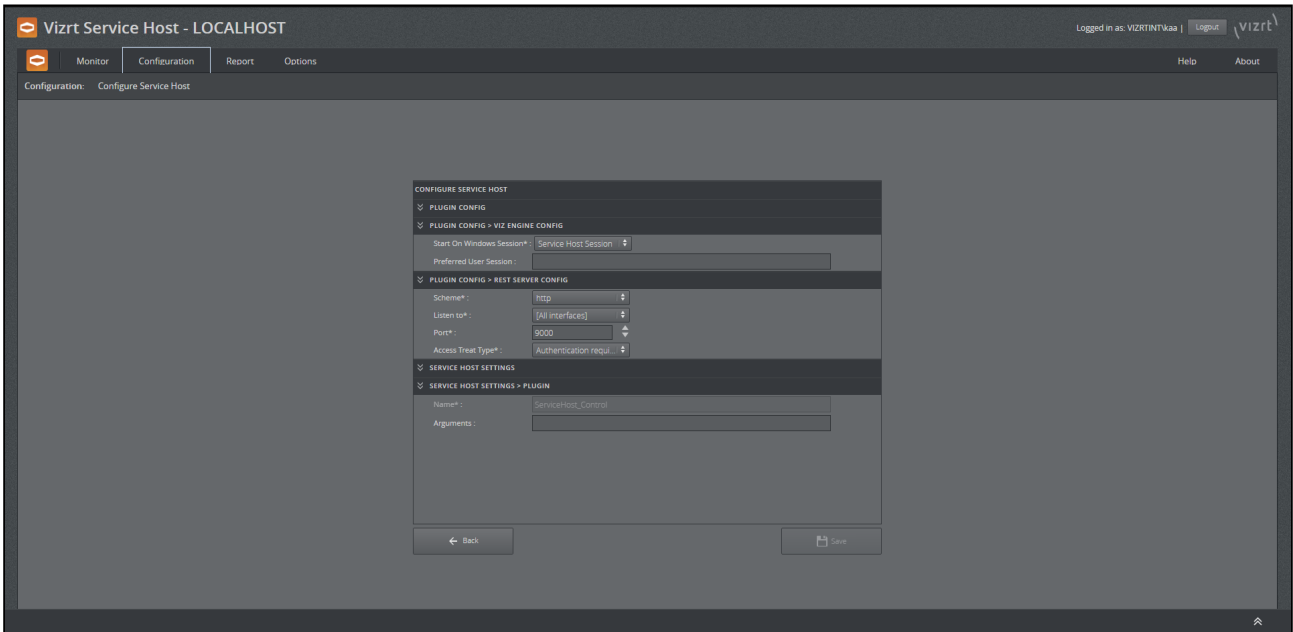 Vizrt Service Host - LOCALHOST
Logged in as: VIZRTINT\kaa | Logout vizrt
Monitor Configuration Report Options Help About
Configuration: Configure Service Host
CONFIGURE SERVICE HOST
PLUGIN CONFIG
PLUGIN CONFIG > VIZ ENGINE CONFIG
Start On Windows Session* : Service Host Session
Preferred User Session :
PLUGIN CONFIG > REST SERVER CONFIG
Scheme* : http
Listen to* : [All interfaces]
Port* : 9000
Access Treat Type* : Authentication requi...
SERVICE HOST SETTINGS
SERVICE HOST SETTINGS > PLUGIN
Name* : ServiceHost_Control
Arguments :
Back Save